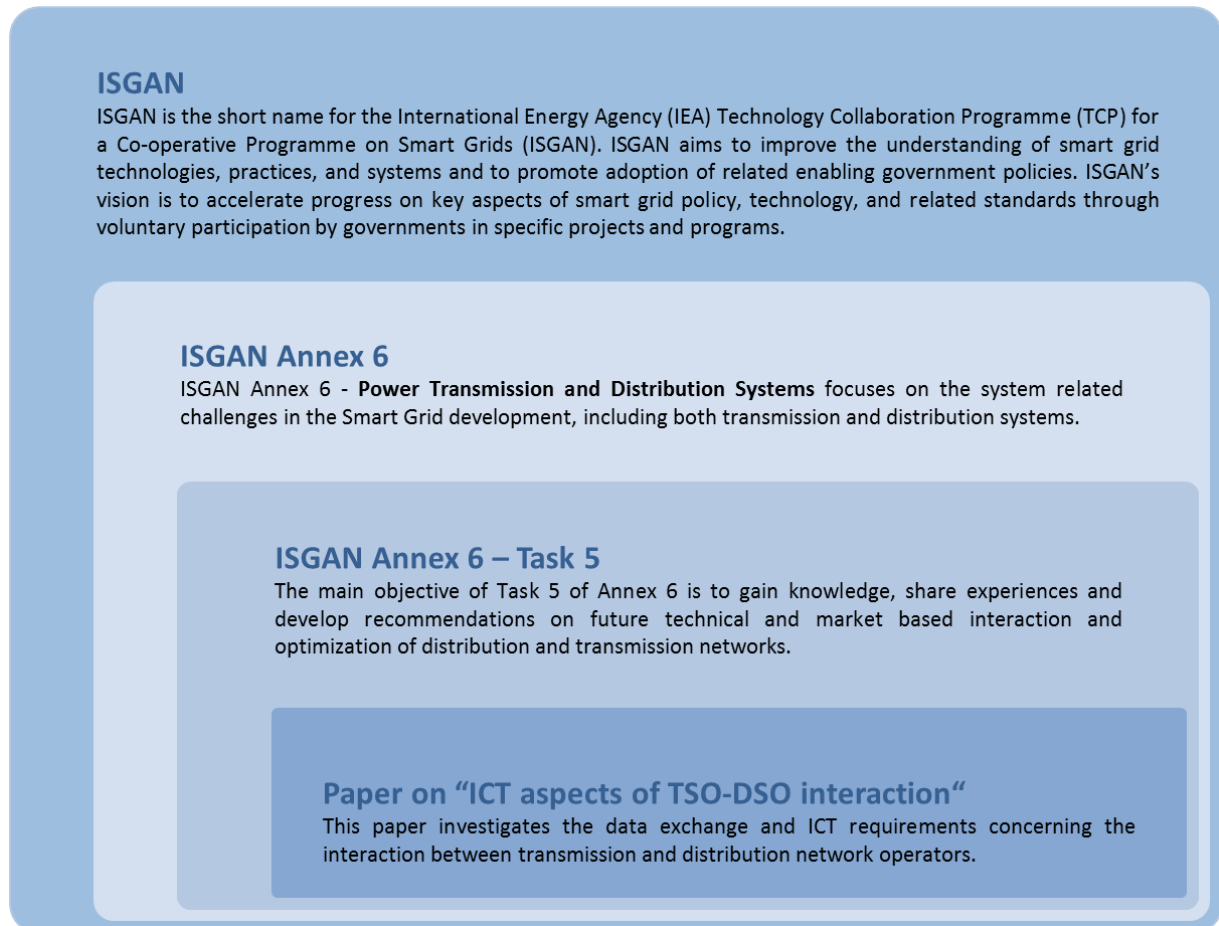 ISGAN
ISGAN is the short name for the International Energy Agency (IEA) Technology Collaboration Programme (TCP) for
a Co-operative Programme on Smart Grids (ISGAN). ISGAN aims to improve the understanding of smart grid
technologies, practices, and systems and to promote adoption of related enabling government policies. ISGAN’s
vision is to accelerate progress on key aspects of smart grid policy, technology, and related standards through
voluntary participation by governments in specific projects and programs.
ISGAN Annex 6
ISGAN Annex 6 - Power Transmission and Distribution Systems focuses on the system related
challenges in the Smart Grid development, including both transmission and distribution systems.
ISGAN Annex 6 – Task 5
The main objective of Task 5 of Annex 6 is to gain knowledge, share experiences and
develop recommendations on future technical and market based interaction and
optimization of distribution and transmission networks.
Paper on “ICT aspects of TSO-DSO interaction“
This paper investigates the data exchange and ICT requirements concerning the
interaction between transmission and distribution network operators.